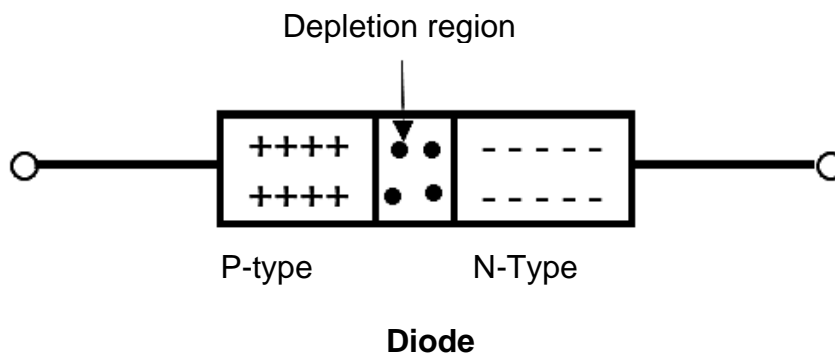 Depletion region
++++ - - - - -
++++ - - - - -
P-type N-Type
Diode